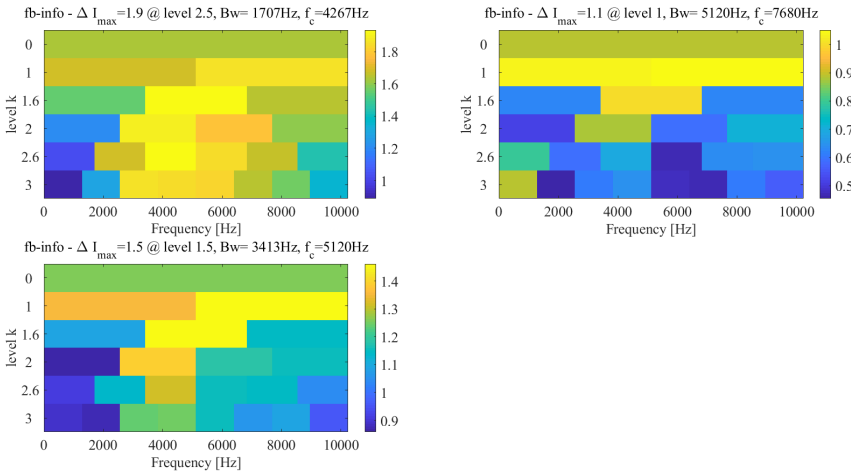 fb-info - Δ I_max=1.9 @ level 2.5, Bw= 1707Hz, f_c=4267Hz
level k
0
1
1.6
2
2.6
3
0 2000 4000 6000 8000 10000
Frequency [Hz]
1.8
1.6
1.4
1.2
1
fb-info - Δ I_max=1.1 @ level 1, Bw= 5120Hz, f_c=7680Hz
level k
0
1
1.6
2
2.6
3
0 2000 4000 6000 8000 10000
Frequency [Hz]
1
0.9
0.8
0.7
0.6
0.5
fb-info - Δ I_max=1.5 @ level 1.5, Bw= 3413Hz, f_c=5120Hz
level k
0
1
1.6
2
2.6
3
0 2000 4000 6000 8000 10000
Frequency [Hz]
1.4
1.3
1.2
1.1
1
0.9